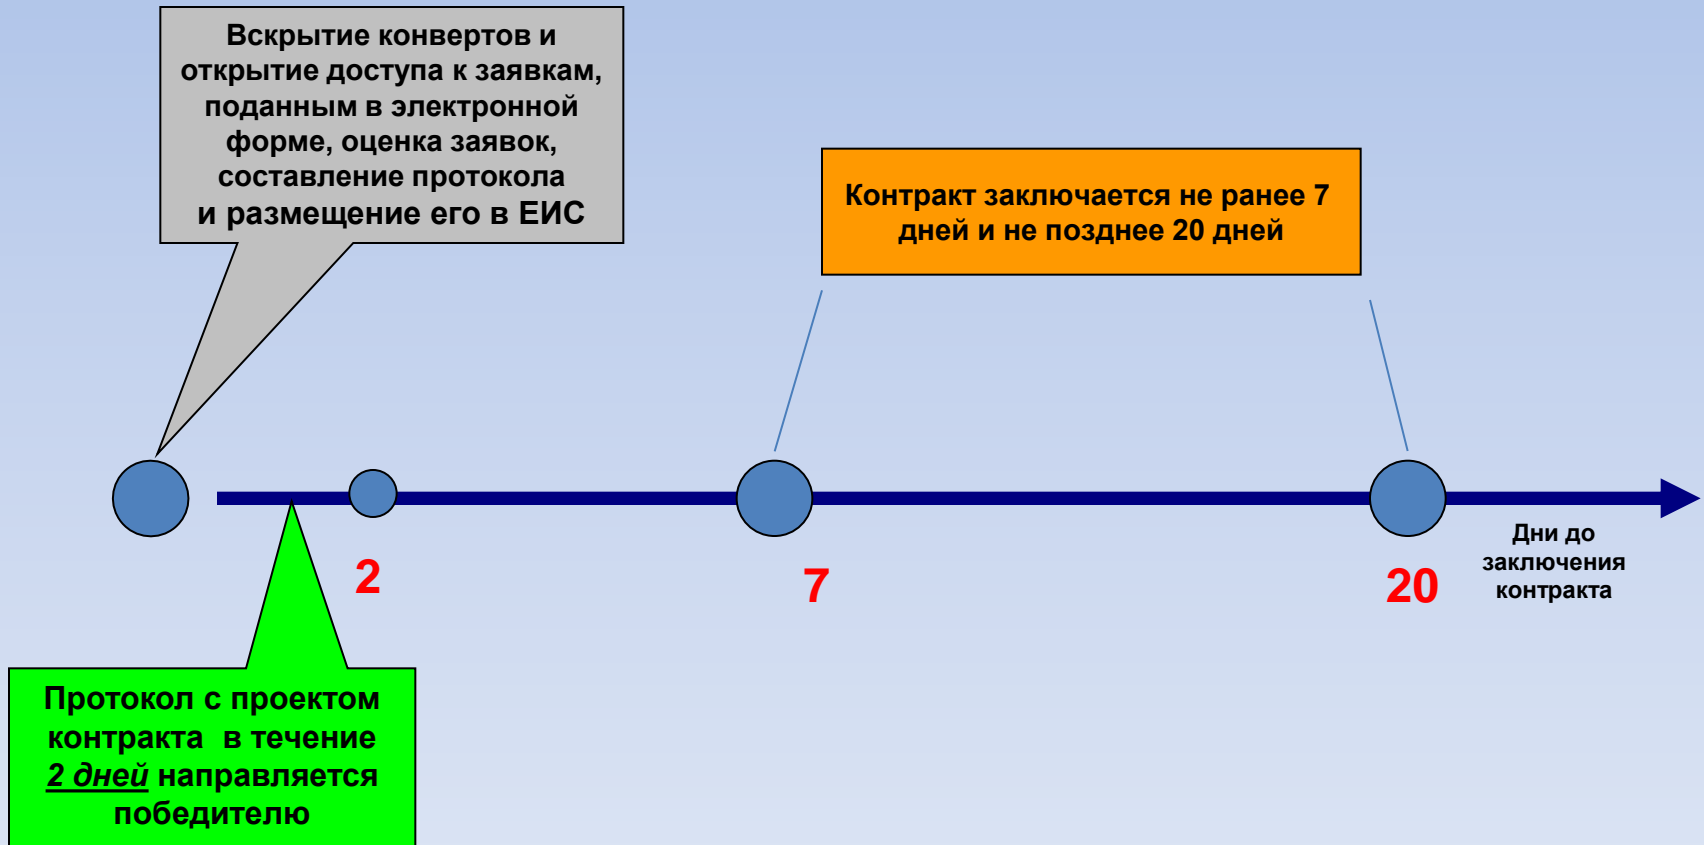 Вскрытие конвертов и
открытие доступа к заявкам,
поданным в электронной
форме, оценка заявок,
составление протокола
и размещение его в ЕИС
Контракт заключается не ранее 7
дней и не позднее 20 дней
2
7
20
Дни до
заключения
контракта
Протокол с проектом
контракта в течение
2 дней направляется
победителю